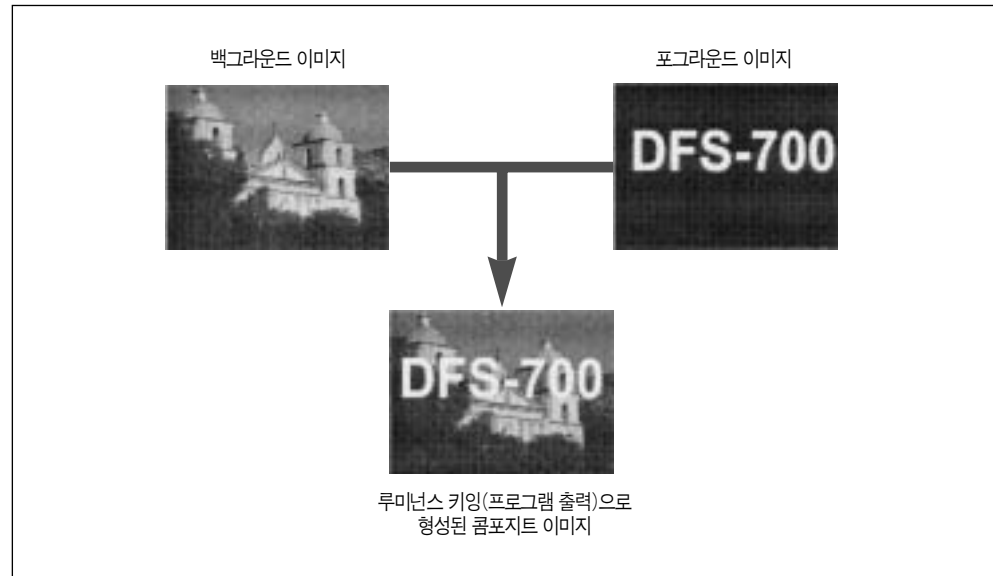 백그라운드 이미지
포그라운드 이미지
DFS-700
DFS-700
루미넌스 키잉(프로그램 출력)으로
형성된 콤포지트 이미지